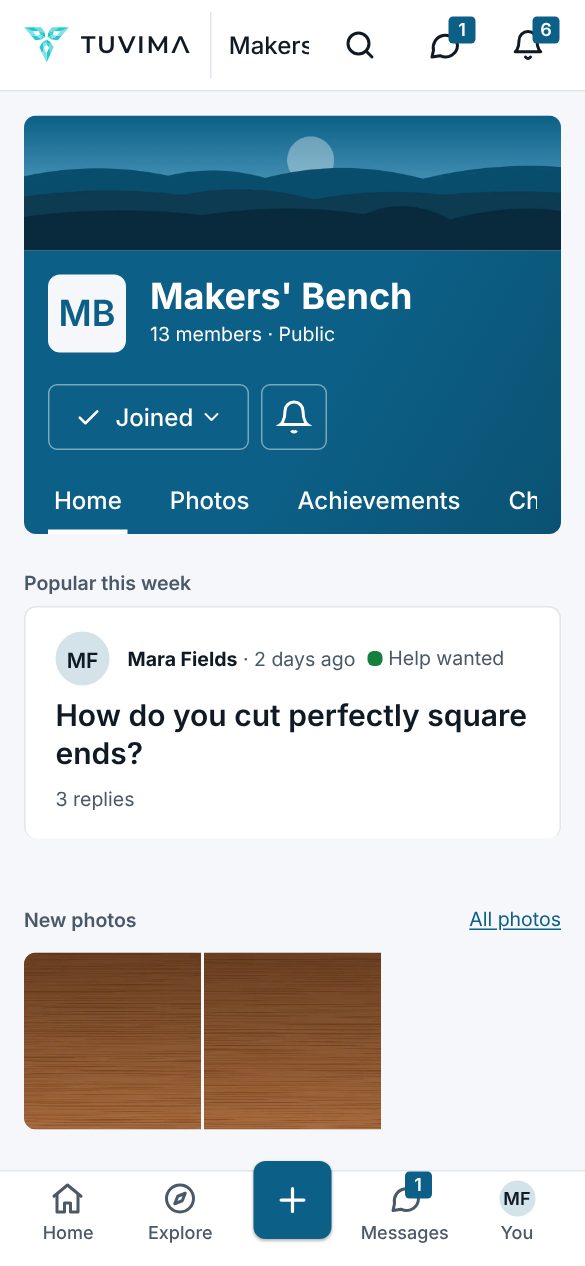 TUVIMA
Makers
1
6
MB
Makers' Bench
13 members · Public
Joined
Home
Photos
Achievements
Ch
Popular this week
MF
Mara Fields · 2 days ago
Help wanted
How do you cut perfectly square
ends?
3 replies
New photos
All photos
Home
Explore
1
Messages
MF
You